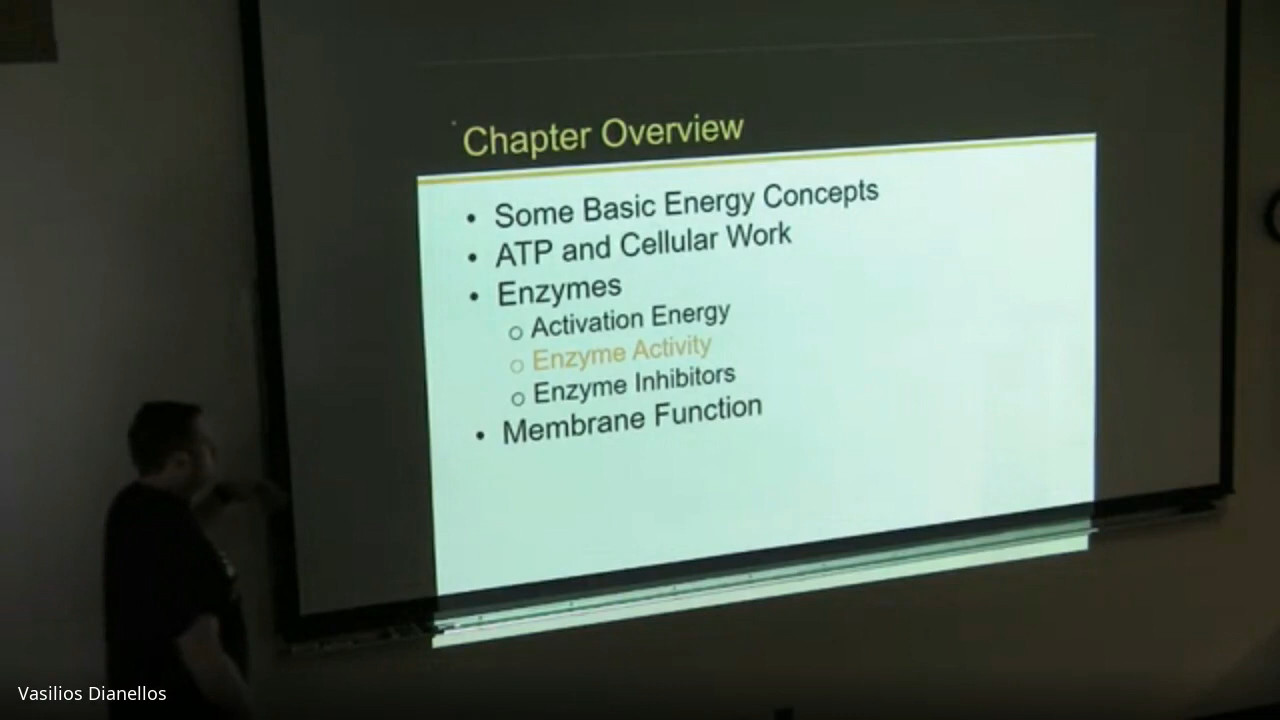 Chapter Overview
• Some Basic Energy Concepts
• ATP and Cellular Work
• Enzymes
o Activation Energy
o Enzyme Activity
o Enzyme Inhibitors
• Membrane Function
Vasilios Dianellos